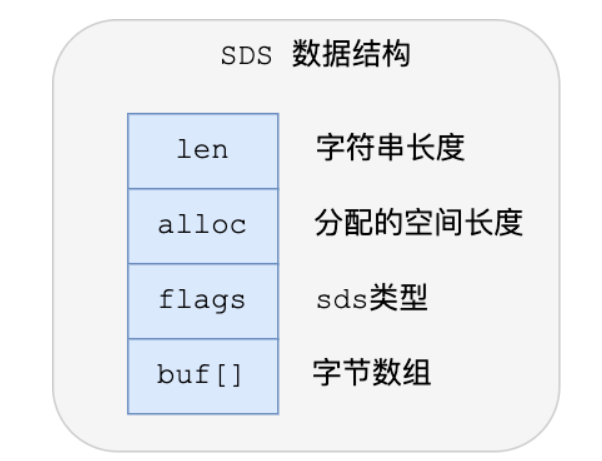 SDS 数据结构
len 字符串长度
alloc 分配的空间长度
flags sds类型
buf[] 字节数组